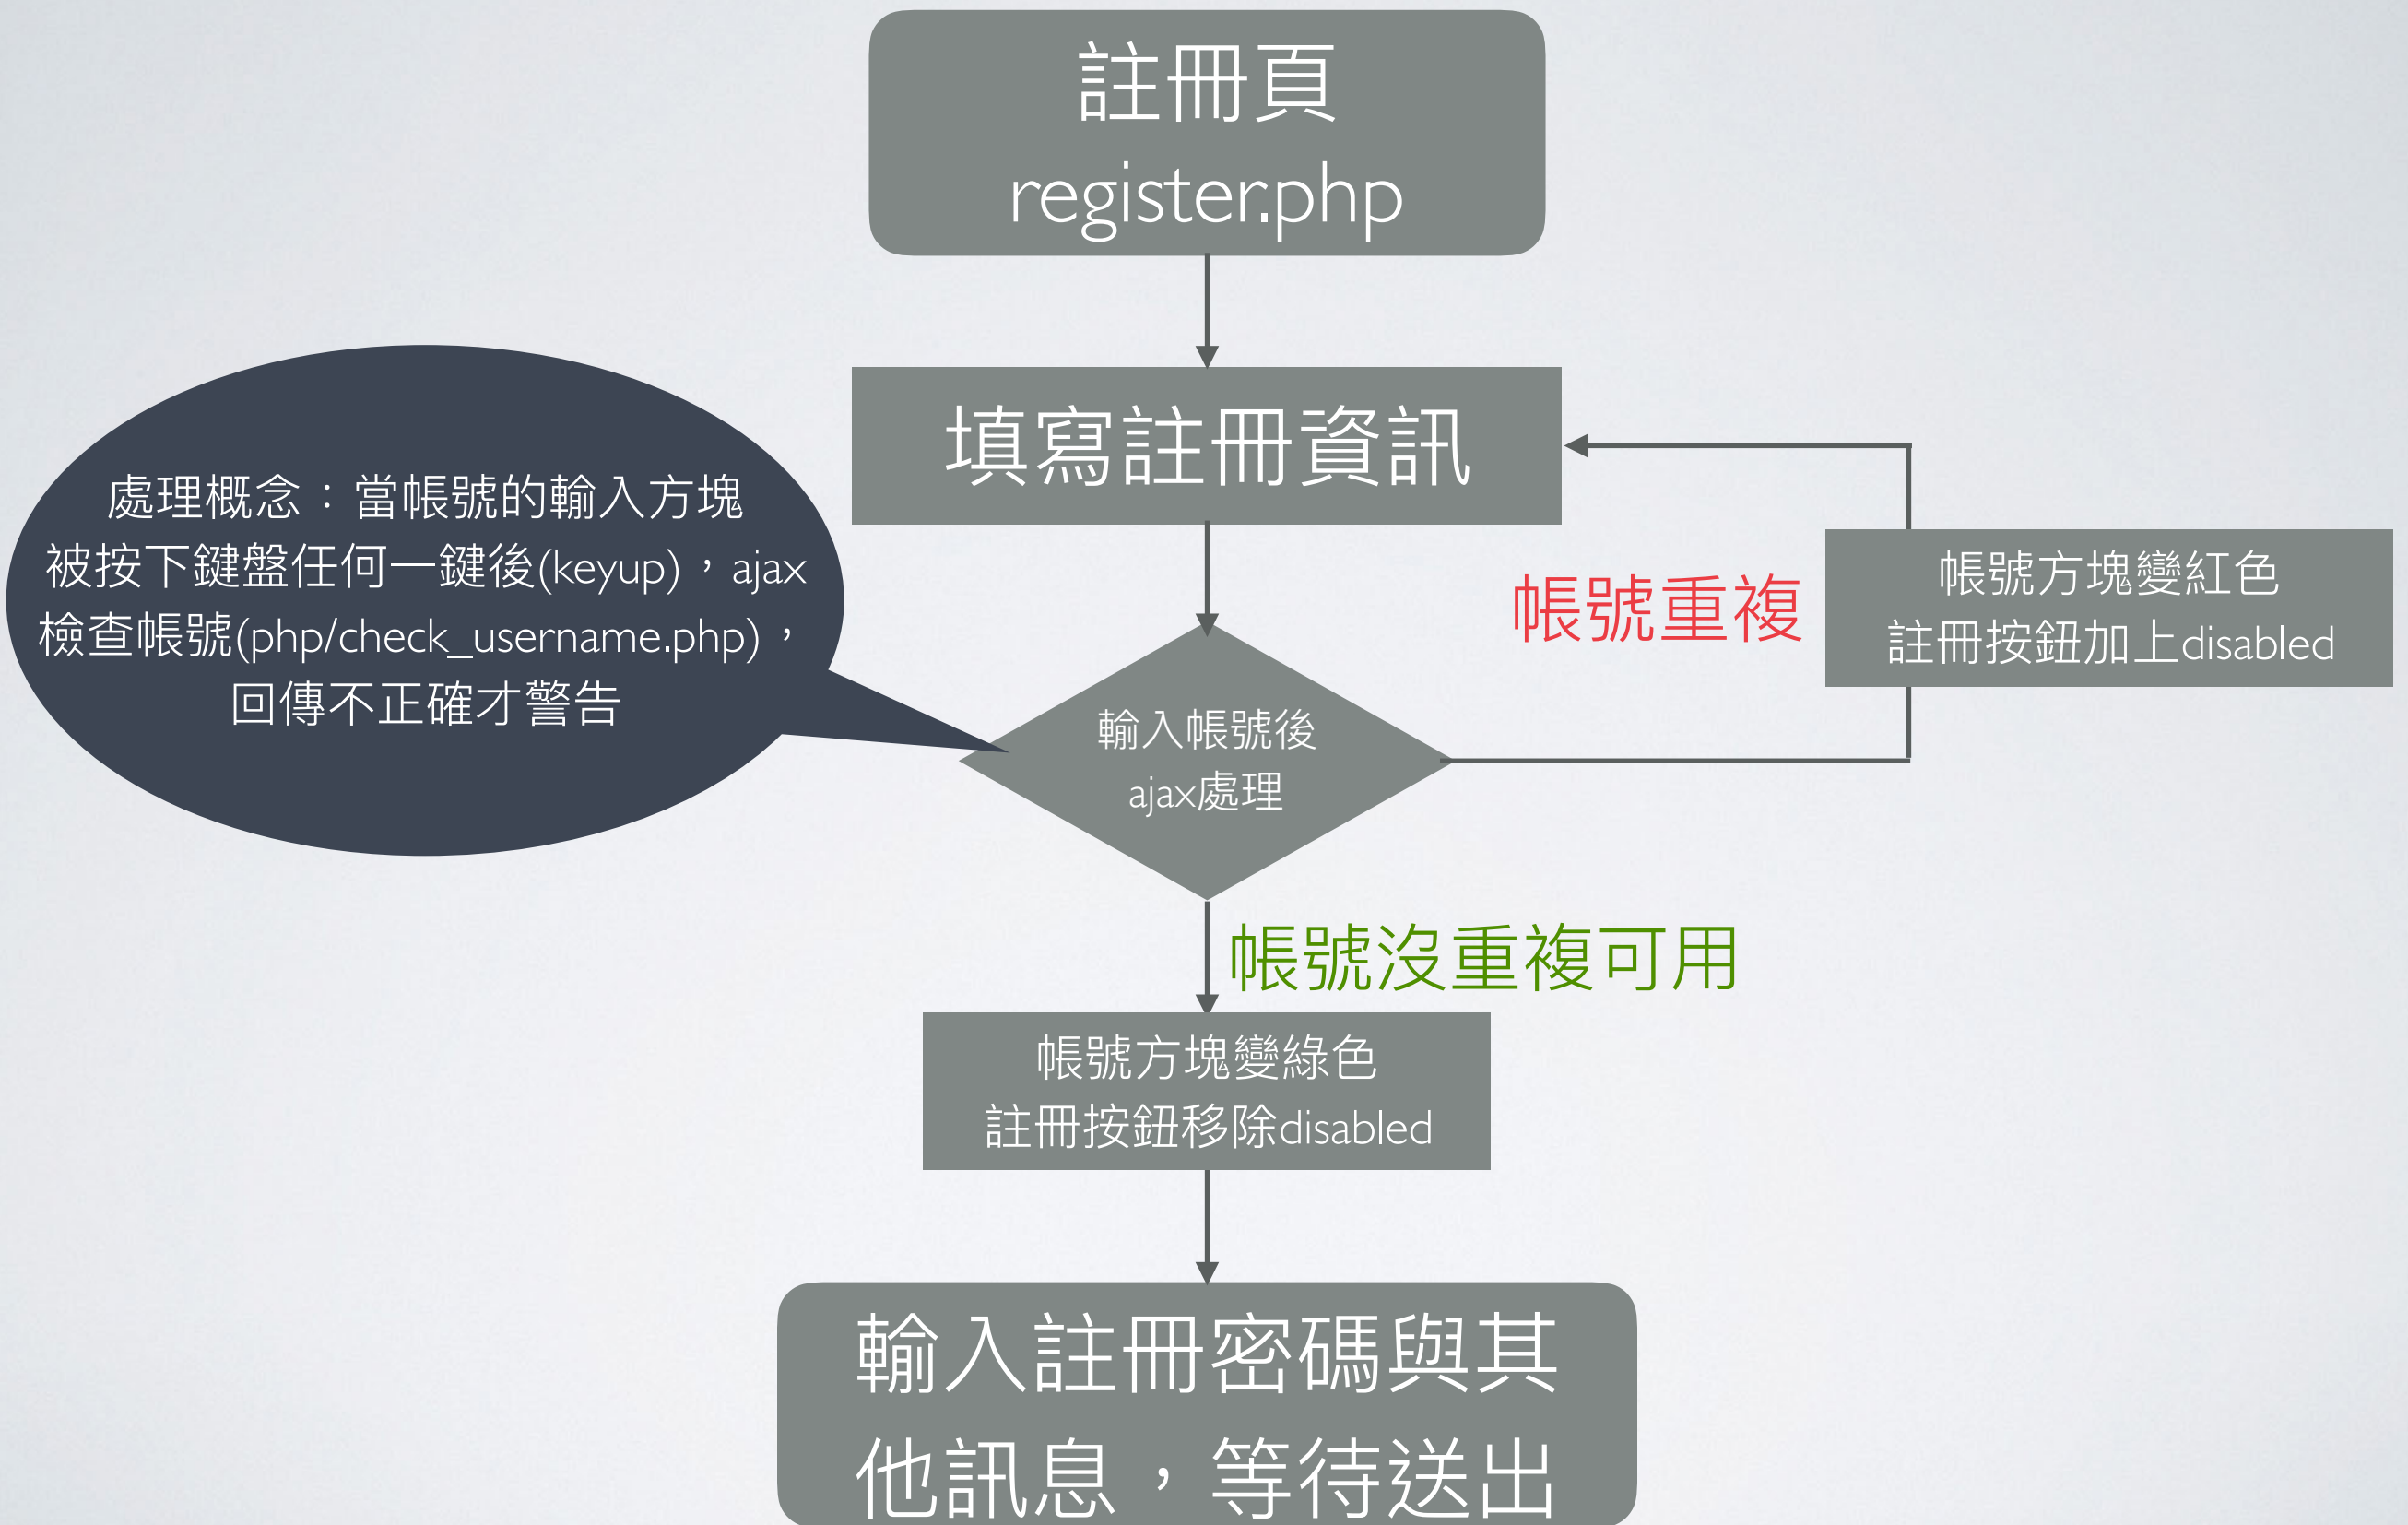 註冊頁
register.php
填寫註冊資訊
處理概念：當帳號的輸入方塊
被按下鍵盤任何一鍵後(keyup)，ajax
檢查帳號(php/check_username.php)，
回傳不正確才警告
帳號重複
帳號方塊變紅色
註冊按鈕加上disabled
輸入帳號後
ajax處理
帳號沒重複可用
帳號方塊變綠色
註冊按鈕移除disabled
輸入註冊密碼與其
他訊息，等待送出